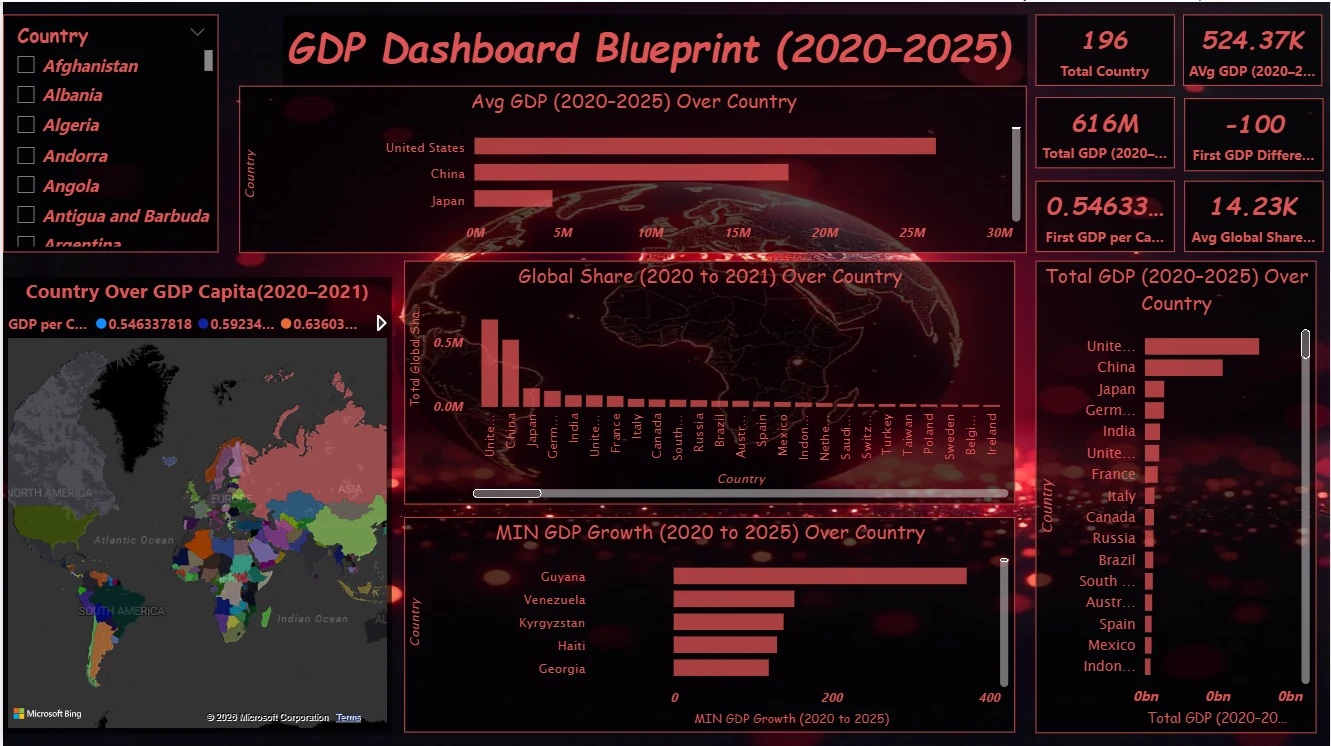 Country
Afghanistan
Albania
Algeria
Andorra
Angola
Antigua and Barbuda
Argentina
GDP Dashboard Blueprint (2020–2025)
196
Total Country
524.37K
AVg GDP (2020–2...
616M
Total GDP (2020–...
-100
First GDP Differe...
0.54633...
First GDP per Ca...
14.23K
Avg Global Share...
Avg GDP (2020–2025) Over Country
Country
United States
China
Japan
0M 5M 10M 15M 20M 25M 30M
Country Over GDP Capita(2020–2021)
GDP per C... 0.546337818 0.59234... 0.63603...
NORTH AMERICA
EUROPE
ASIA
Atlantic Ocean
SOUTH AMERICA
Indian Ocean
AU
Microsoft Bing
© 2026 Microsoft Corporation Terms
Global Share (2020 to 2021) Over Country
Total Global Sha...
0.5M
0.0M
Unite...
China
Japan
Germ...
India
Unite...
France
Italy
Canada
South...
Russia
Brazil
Austr...
Spain
Mexico
Indon...
Nethe...
Saudi...
Switz...
Turkey
Taiwan
Poland
Sweden
Belgi...
Ireland
Country
MIN GDP Growth (2020 to 2025) Over Country
Country
Guyana
Venezuela
Kyrgyzstan
Haiti
Georgia
0 200 400
MIN GDP Growth (2020 to 2025)
Total GDP (2020–2025) Over
Country
Country
Unite...
China
Japan
Germ...
India
Unite...
France
Italy
Canada
Russia
Brazil
South ...
Austr...
Spain
Mexico
Indon...
0bn 0bn 0bn
Total GDP (2020–20...